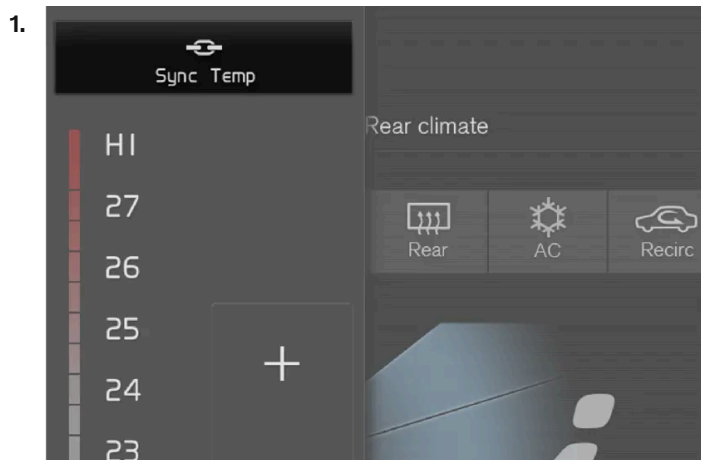 1.
Sync Temp
Rear climate
HI
27
Rear AC Recirc
26
25
+
24
23